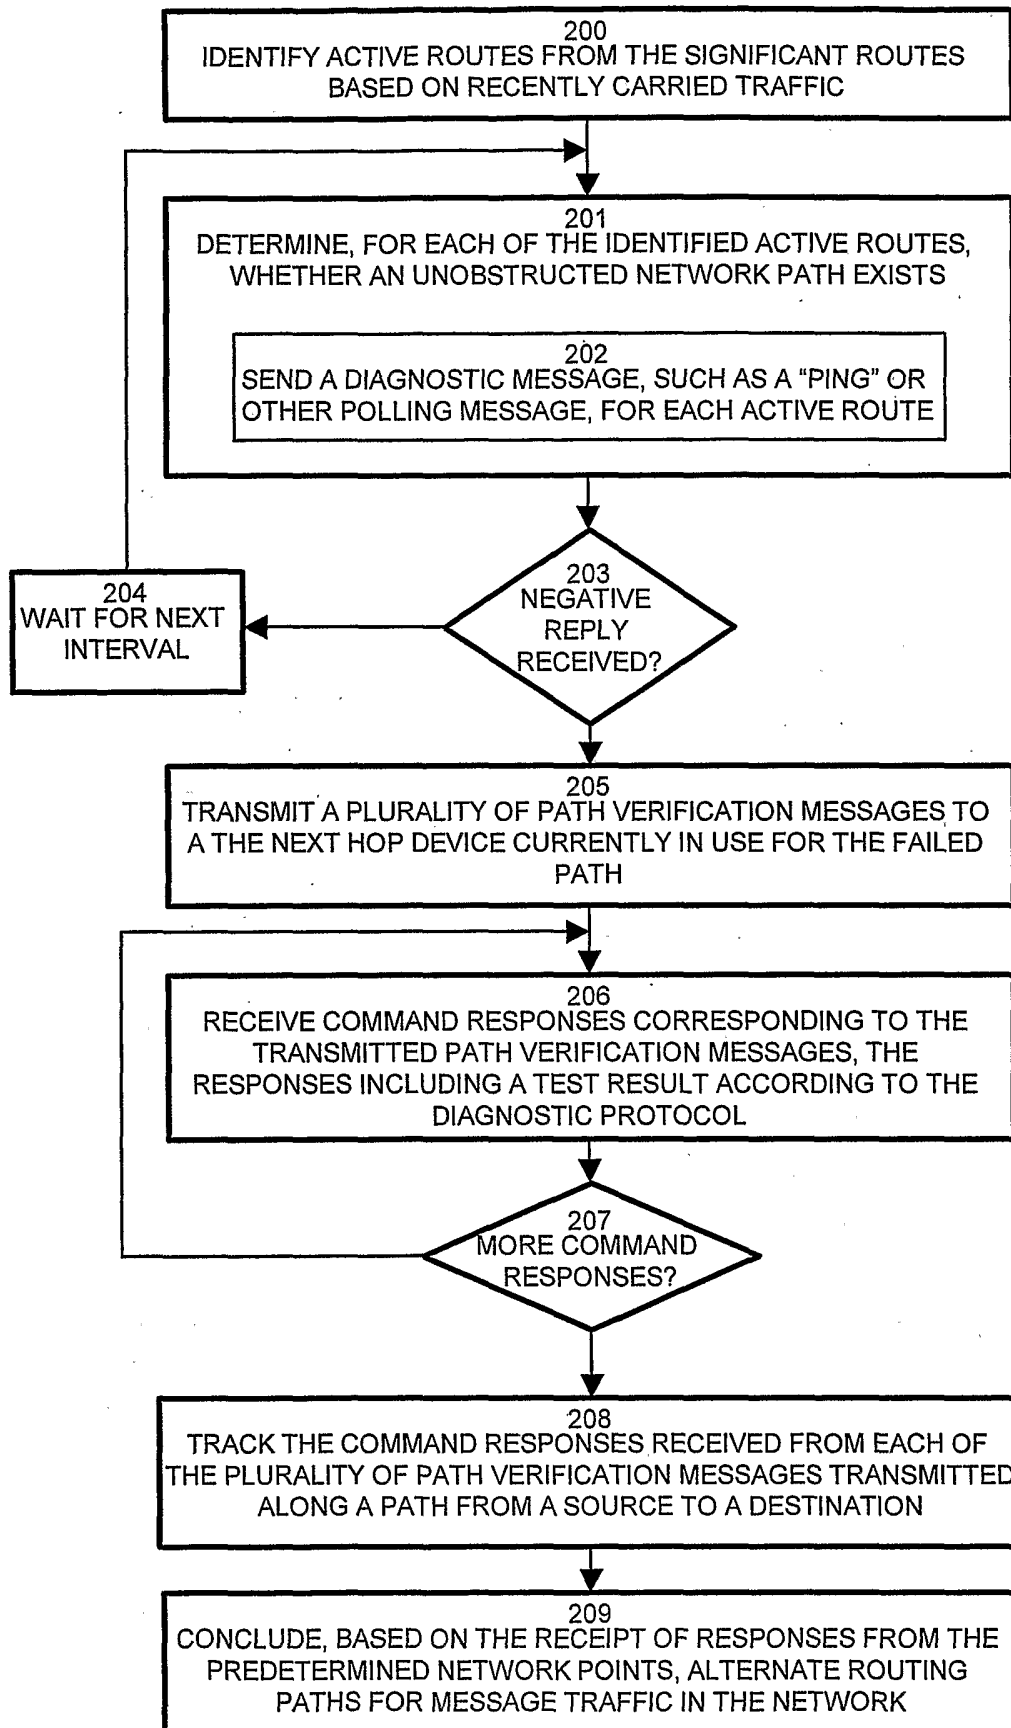 200
IDENTIFY ACTIVE ROUTES FROM THE SIGNIFICANT ROUTES
BASED ON RECENTLY CARRIED TRAFFIC
201
DETERMINE, FOR EACH OF THE IDENTIFIED ACTIVE ROUTES,
WHETHER AN UNOBSTRUCTED NETWORK PATH EXISTS
202
SEND A DIAGNOSTIC MESSAGE, SUCH AS A "PING" OR
OTHER POLLING MESSAGE, FOR EACH ACTIVE ROUTE
203
NEGATIVE
REPLY
RECEIVED?
204
WAIT FOR NEXT
INTERVAL
205
TRANSMIT A PLURALITY OF PATH VERIFICATION MESSAGES TO
A THE NEXT HOP DEVICE CURRENTLY IN USE FOR THE FAILED
PATH
206
RECEIVE COMMAND RESPONSES CORRESPONDING TO THE
TRANSMITTED PATH VERIFICATION MESSAGES, THE
RESPONSES INCLUDING A TEST RESULT ACCORDING TO THE
DIAGNOSTIC PROTOCOL
207
MORE COMMAND
RESPONSES?
208
TRACK THE COMMAND RESPONSES RECEIVED FROM EACH OF
THE PLURALITY OF PATH VERIFICATION MESSAGES TRANSMITTED
ALONG A PATH FROM A SOURCE TO A DESTINATION
209
CONCLUDE, BASED ON THE RECEIPT OF RESPONSES FROM THE
PREDETERMINED NETWORK POINTS, ALTERNATE ROUTING
PATHS FOR MESSAGE TRAFFIC IN THE NETWORK